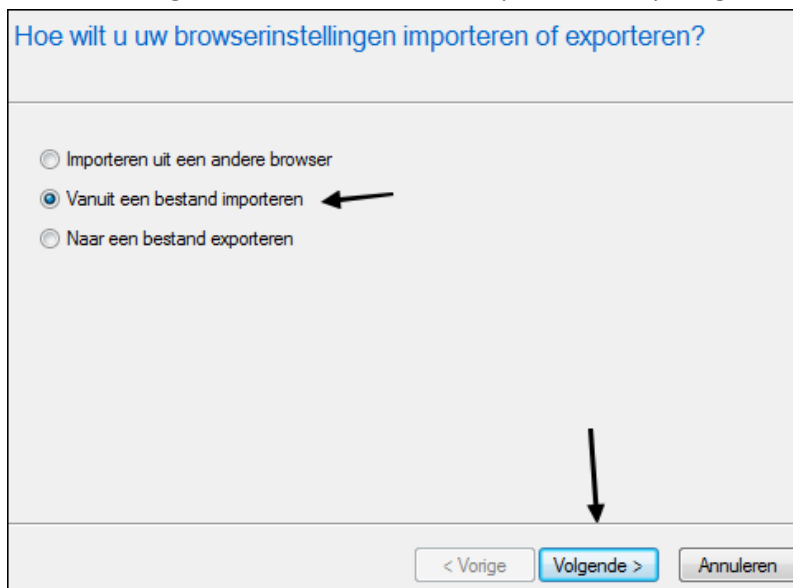 Hoe wilt u uw browserinstellingen importeren of exporteren?
Importeren uit een andere browser
Vanuit een bestand importeren
Naar een bestand exporteren
< Vorige Volgende > Annuleren